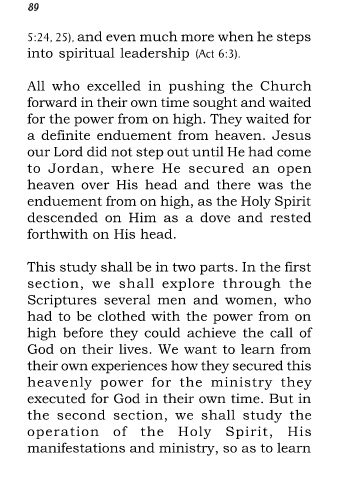 89
5:24, 25), and even much more when he steps
into spiritual leadership (Act 6:3).
All who excelled in pushing the Church
forward in their own time sought and waited
for the power from on high. They waited for
a definite enduement from heaven. Jesus
our Lord did not step out until He had come
to Jordan, where He secured an open
heaven over His head and there was the
enduement from on high, as the Holy Spirit
descended on Him as a dove and rested
forthwith on His head.
This study shall be in two parts. In the first
section, we shall explore through the
Scriptures several men and women, who
had to be clothed with the power from on
high before they could achieve the call of
God on their lives. We want to learn from
their own experiences how they secured this
heavenly power for the ministry they
executed for God in their own time. But in
the second section, we shall study the
operation of the Holy Spirit, His
manifestations and ministry, so as to learn